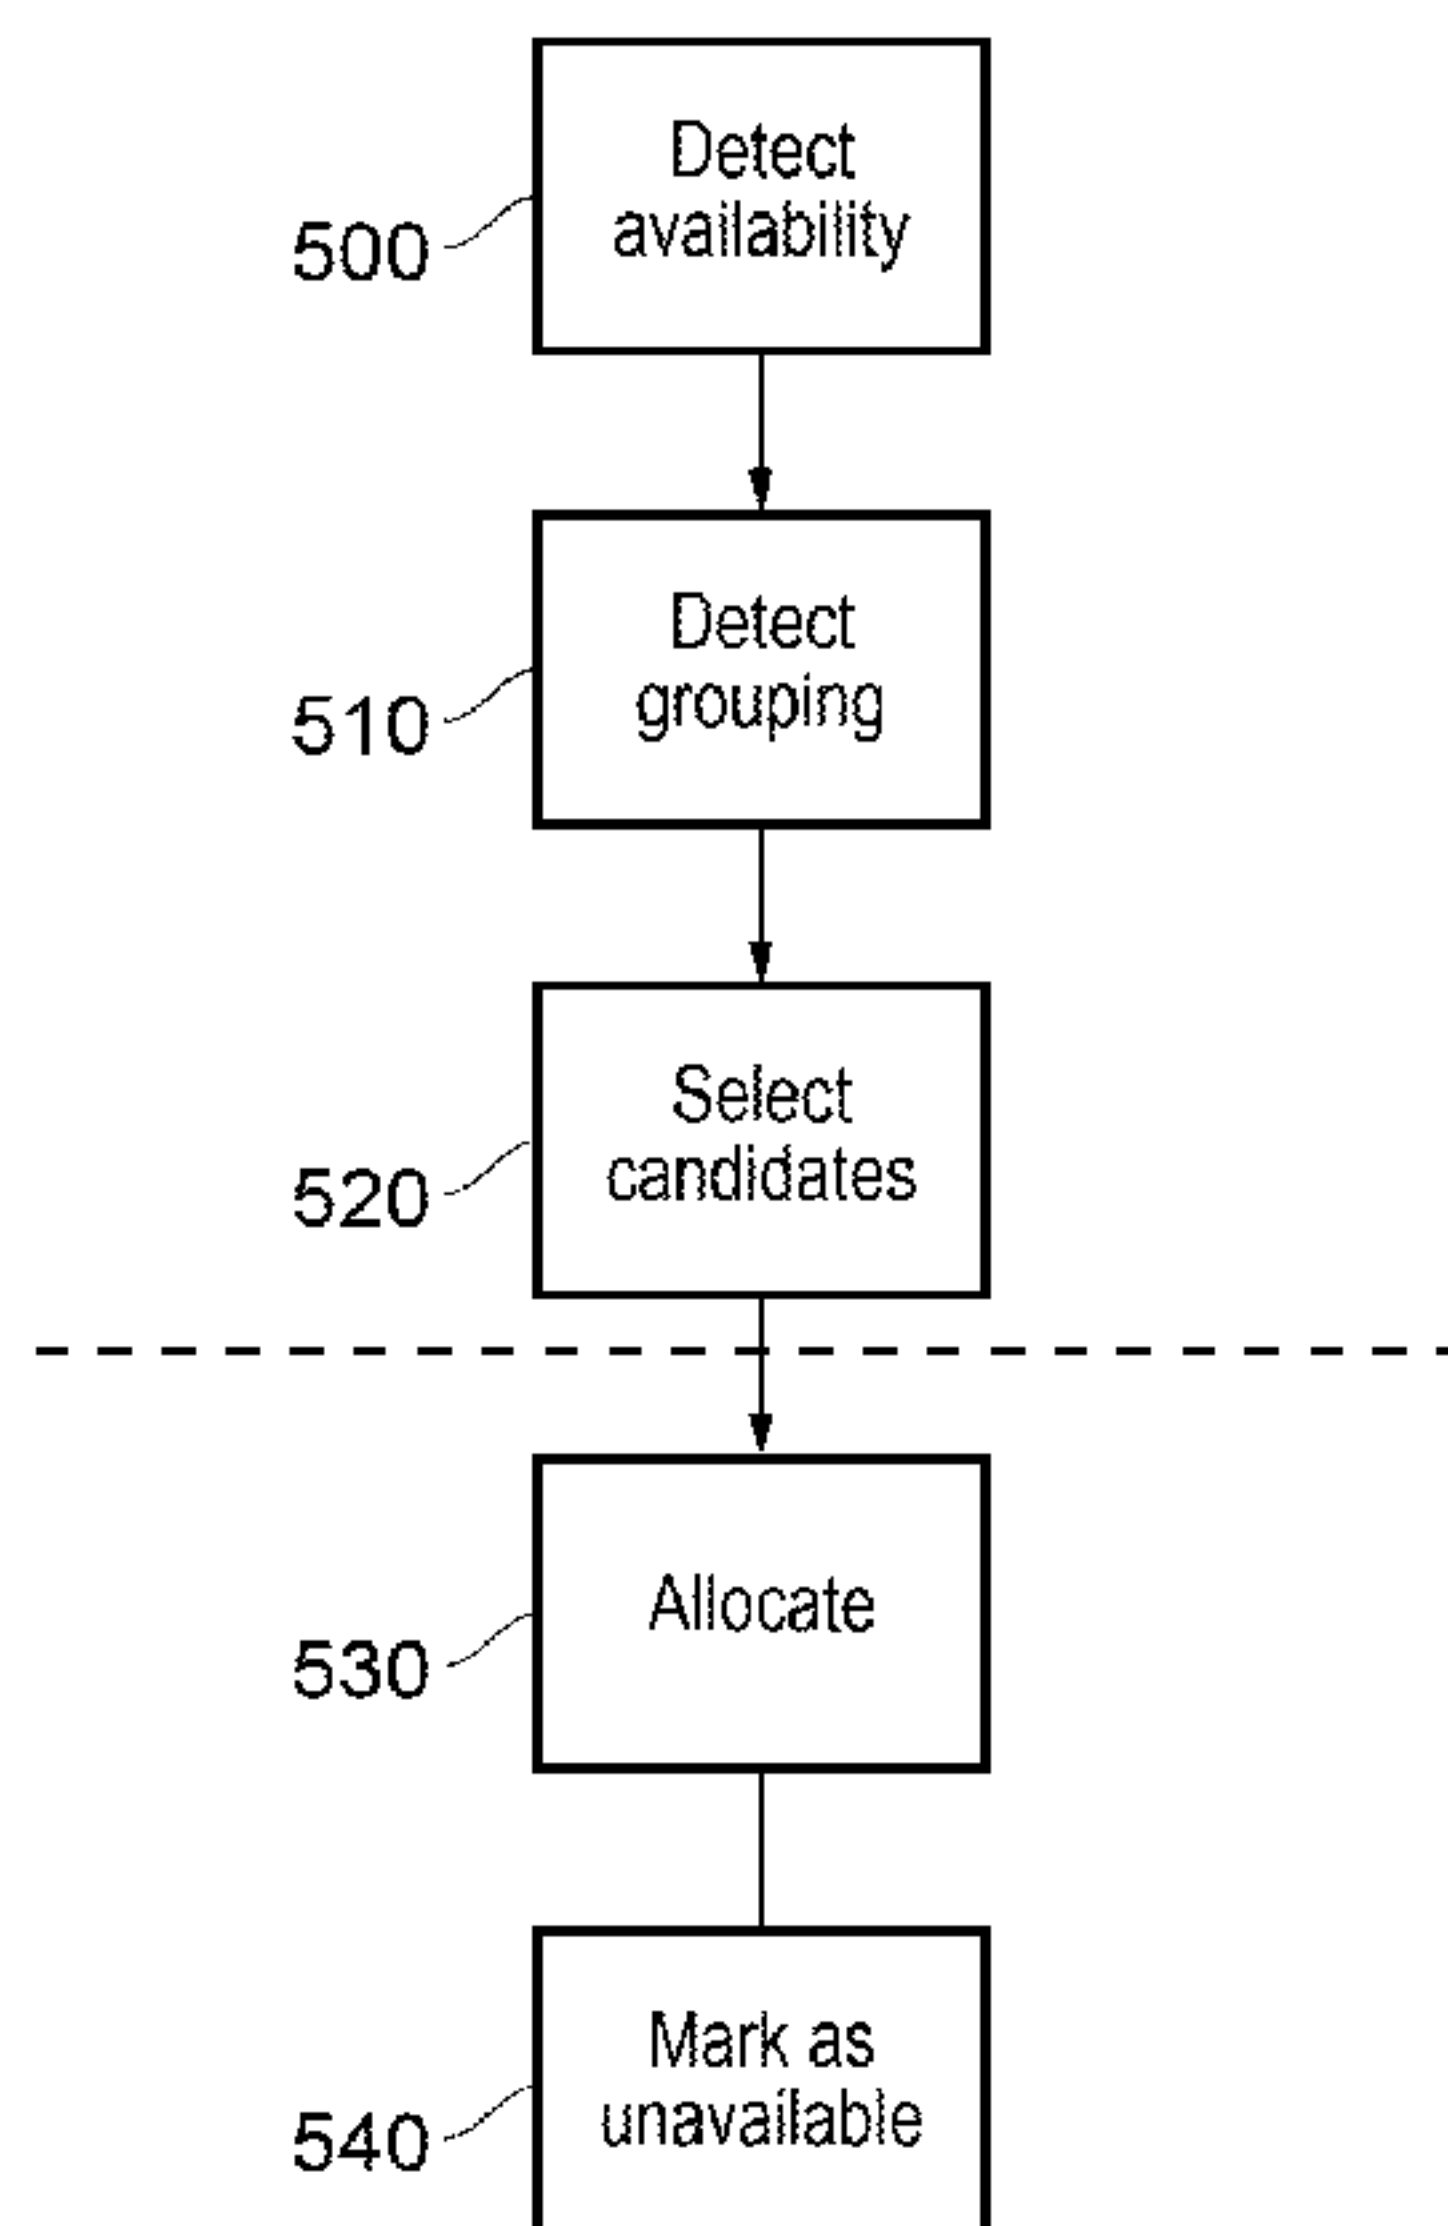 Detect
availability
500
Detect
grouping
510
Select
candidates
520
Allocate
530
Mark as
unavailable
540